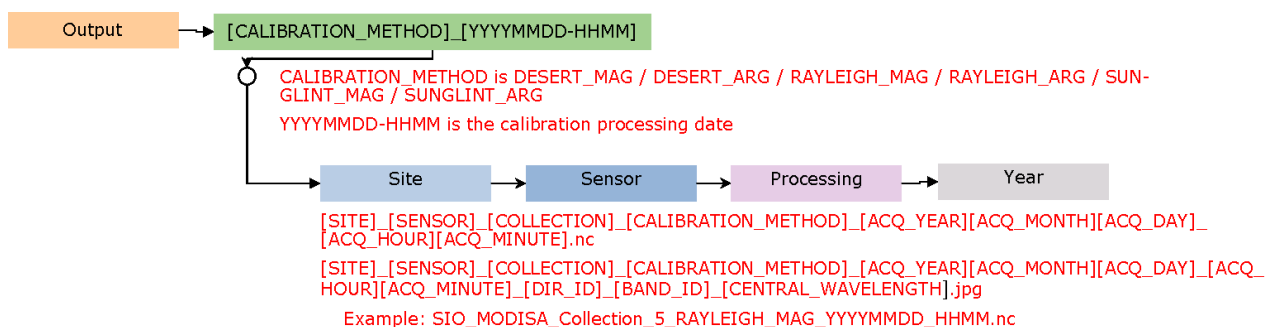 Output
[CALIBRATION_METHOD]_[YYYYMMDD-HHMM]
CALIBRATION_METHOD is DESERT_MAG / DESERT_ARG / RAYLEIGH_MAG / RAYLEIGH_ARG / SUN-
GLINT_MAG / SUNGLINT_ARG
YYYYMMDD-HHMM is the calibration processing date
Site
Sensor
Processing
Year
[SITE]_[SENSOR]_[COLLECTION]_[CALIBRATION_METHOD]_[ACQ_YEAR][ACQ_MONTH][ACQ_DAY]_
[ACQ_HOUR][ACQ_MINUTE].nc
[SITE]_[SENSOR]_[COLLECTION]_[CALIBRATION_METHOD]_[ACQ_YEAR][ACQ_MONTH][ACQ_DAY]_[ACQ_
HOUR][ACQ_MINUTE]_[DIR_ID]_[BAND_ID]_[CENTRAL_WAVELENGTH].jpg
Example: SIO_MODISA_Collection_5_RAYLEIGH_MAG_YYYYMMDD_HHMM.nc